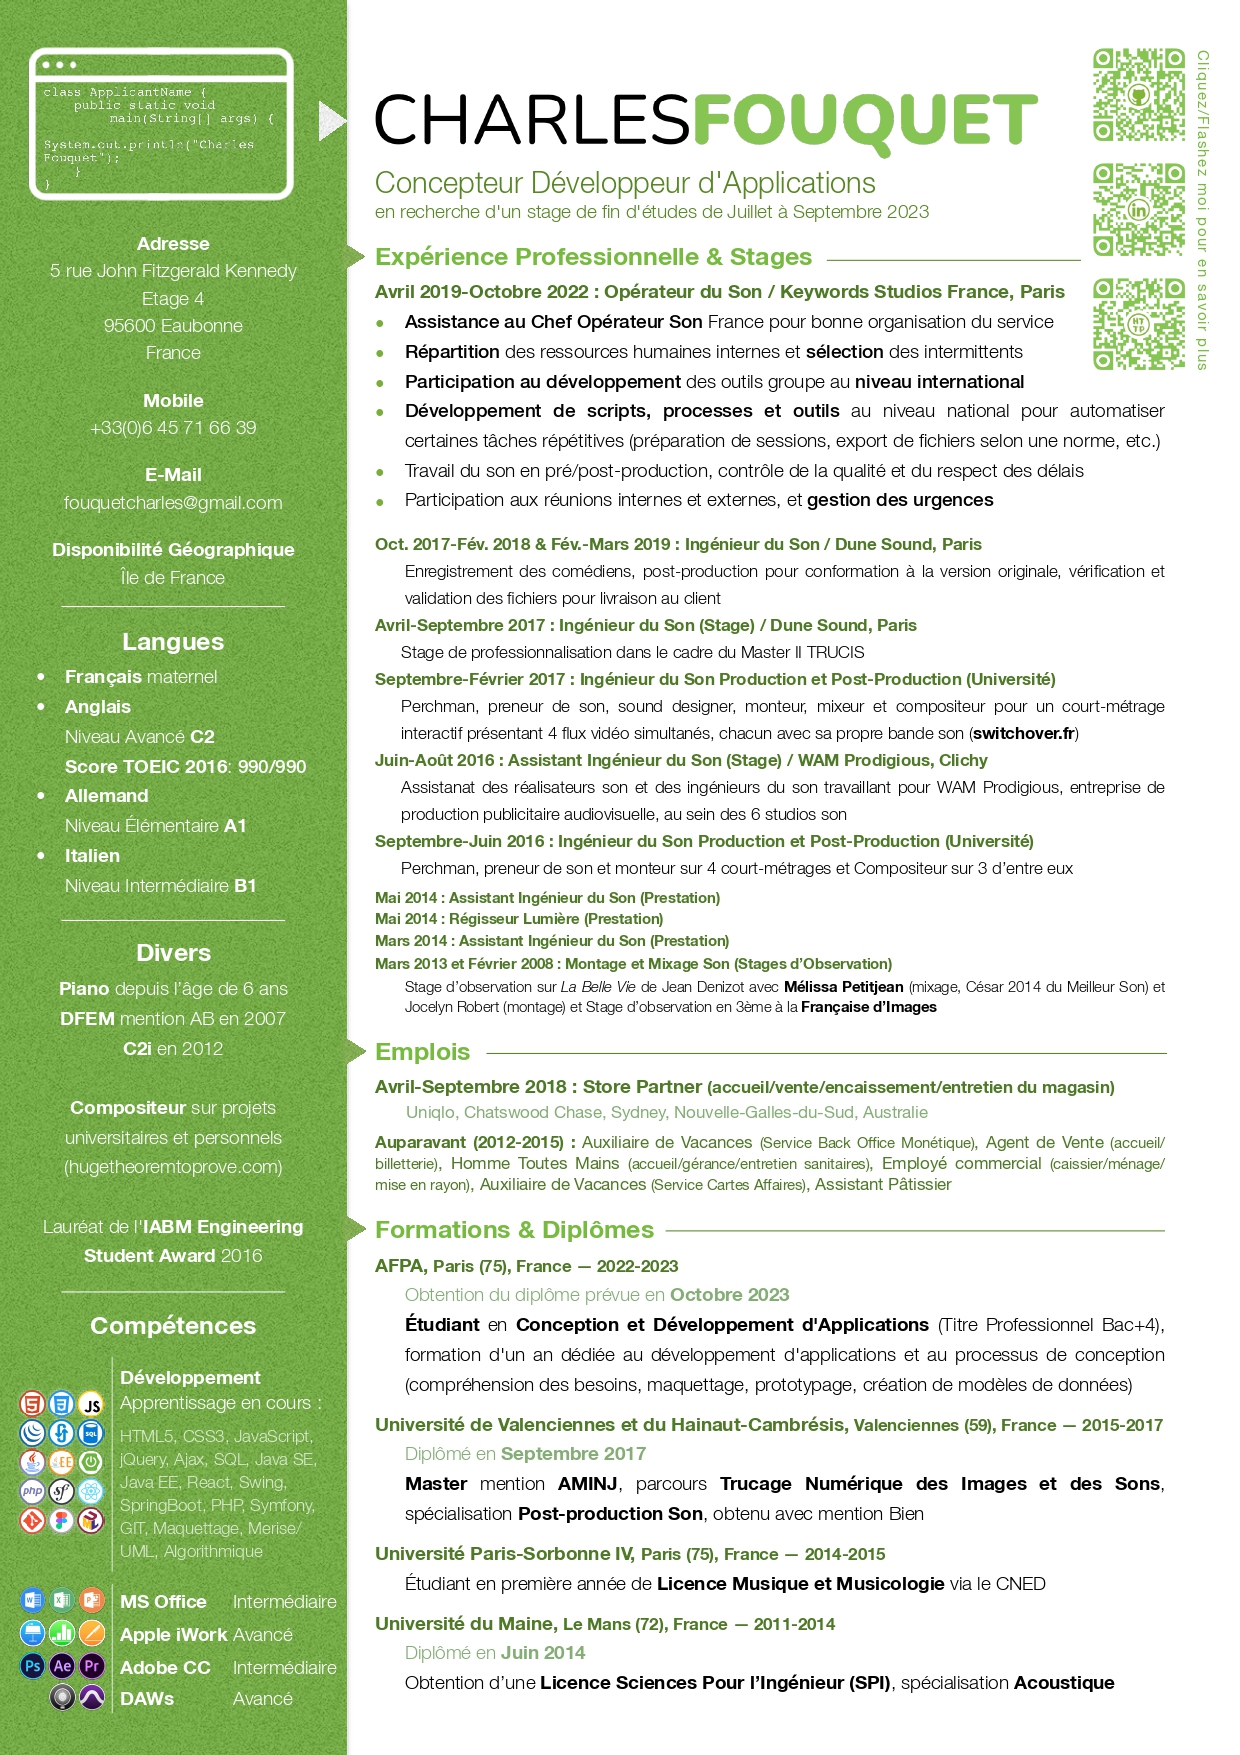 class ApplicantName {
public static void
main(String[] args) {
System.out.println("Charles
Fouquet");
}
}
Adresse
5 rue John Fitzgerald Kennedy
Etage 4
95600 Eaubonne
France
Mobile
+33(0)6 45 71 66 39
E-Mail
fouquetcharles@gmail.com
Disponibilité Géographique
Île de France
Langues
• Français maternel
• Anglais
Niveau Avancé C2
Score TOEIC 2016: 990/990
• Allemand
Niveau Élémentaire A1
• Italien
Niveau Intermédiaire B1
Divers
Piano depuis l'âge de 6 ans
DFEM mention AB en 2007
C2i en 2012
Compositeur sur projets
universitaires et personnels
(hugetheoremtoprove.com)
Lauréat de l'IABM Engineering
Student Award 2016
Compétences
Développement
Apprentissage en cours :
HTML5, CSS3, JavaScript,
jQuery, Ajax, SQL, Java SE,
Java EE, React, Swing,
SpringBoot, PHP, Symfony,
GIT, Maquettage, Merise/
UML, Algorithmique
JS
SQL
EE
php
sf
MS Office Intermédiaire
Apple iWork Avancé
Ps Ae Pr
Adobe CC Intermédiaire
DAWs Avancé
CHARLESFOUQUET
Concepteur Développeur d'Applications
en recherche d'un stage de fin d'études de Juillet à Septembre 2023
in
HT
TP
Cliquez/Flashez moi pour en savoir plus
Expérience Professionnelle & Stages
Avril 2019-Octobre 2022 : Opérateur du Son / Keywords Studios France, Paris
• Assistance au Chef Opérateur Son France pour bonne organisation du service
• Répartition des ressources humaines internes et sélection des intermittents
• Participation au développement des outils groupe au niveau international
• Développement de scripts, processes et outils au niveau national pour automatiser
certaines tâches répétitives (préparation de sessions, export de fichiers selon une norme, etc.)
• Travail du son en pré/post-production, contrôle de la qualité et du respect des délais
• Participation aux réunions internes et externes, et gestion des urgences
Oct. 2017-Fév. 2018 & Fév.-Mars 2019 : Ingénieur du Son / Dune Sound, Paris
Enregistrement des comédiens, post-production pour conformation à la version originale, vérification et
validation des fichiers pour livraison au client
Avril-Septembre 2017 : Ingénieur du Son (Stage) / Dune Sound, Paris
Stage de professionnalisation dans le cadre du Master II TRUCIS
Septembre-Février 2017 : Ingénieur du Son Production et Post-Production (Université)
Perchman, preneur de son, sound designer, monteur, mixeur et compositeur pour un court-métrage
interactif présentant 4 flux vidéo simultanés, chacun avec sa propre bande son (switchover.fr)
Juin-Août 2016 : Assistant Ingénieur du Son (Stage) / WAM Prodigious, Clichy
Assistanat des réalisateurs son et des ingénieurs du son travaillant pour WAM Prodigious, entreprise de
production publicitaire audiovisuelle, au sein des 6 studios son
Septembre-Juin 2016 : Ingénieur du Son Production et Post-Production (Université)
Perchman, preneur de son et monteur sur 4 court-métrages et Compositeur sur 3 d'entre eux
Mai 2014 : Assistant Ingénieur du Son (Prestation)
Mai 2014 : Régisseur Lumière (Prestation)
Mars 2014 : Assistant Ingénieur du Son (Prestation)
Mars 2013 et Février 2008 : Montage et Mixage Son (Stages d'Observation)
Stage d'observation sur La Belle Vie de Jean Denizot avec Mélissa Petitjean (mixage, César 2014 du Meilleur Son) et
Jocelyn Robert (montage) et Stage d'observation en 3ème à la Française d'Images
Emplois
Avril-Septembre 2018 : Store Partner (accueil/vente/encaissement/entretien du magasin)
Uniqlo, Chatswood Chase, Sydney, Nouvelle-Galles-du-Sud, Australie
Auparavant (2012-2015) : Auxiliaire de Vacances (Service Back Office Monétique), Agent de Vente (accueil/
billetterie), Homme Toutes Mains (accueil/gérance/entretien sanitaires), Employé commercial (caissier/ménage/
mise en rayon), Auxiliaire de Vacances (Service Cartes Affaires), Assistant Pâtissier
Formations & Diplômes
AFPA, Paris (75), France — 2022-2023
Obtention du diplôme prévue en Octobre 2023
Étudiant en Conception et Développement d'Applications (Titre Professionnel Bac+4),
formation d'un an dédiée au développement d'applications et au processus de conception
(compréhension des besoins, maquettage, prototypage, création de modèles de données)
Université de Valenciennes et du Hainaut-Cambrésis, Valenciennes (59), France — 2015-2017
Diplômé en Septembre 2017
Master mention AMINJ, parcours Trucage Numérique des Images et des Sons,
spécialisation Post-production Son, obtenu avec mention Bien
Université Paris-Sorbonne IV, Paris (75), France — 2014-2015
Étudiant en première année de Licence Musique et Musicologie via le CNED
Université du Maine, Le Mans (72), France — 2011-2014
Diplômé en Juin 2014
Obtention d'une Licence Sciences Pour l'Ingénieur (SPI), spécialisation Acoustique